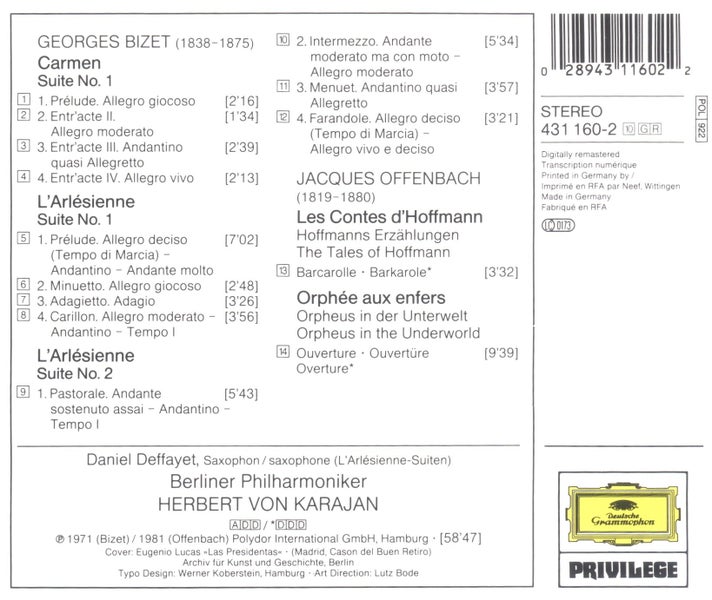 GEORGES BIZET (1838-1875)
Carmen
Suite No. 1
1 1. Prélude. Allegro giocoso [2'16]
2 2. Entr'acte II. [1'34]
Allegro moderato
3 3. Entr'acte III. Andantino [2'39]
quasi Allegretto
4 4. Entr'acte IV. Allegro vivo [2'13]
L'Arlésienne
Suite No. 1
5 1. Prélude. Allegro deciso [7'02]
(Tempo di Marcia) –
Andantino – Andante molto
6 2. Minuetto. Allegro giocoso [2'48]
7 3. Adagietto. Adagio [3'26]
8 4. Carillon. Allegro moderato – [3'56]
Andantino – Tempo I
L'Arlésienne
Suite No. 2
9 1. Pastorale. Andante [5'43]
sostenuto assai – Andantino –
Tempo I
10 2. Intermezzo. Andante [5'34]
moderato ma con moto –
Allegro moderato
11 3. Menuet. Andantino quasi [3'57]
Allegretto
12 4. Farandole. Allegro deciso [3'21]
(Tempo di Marcia) –
Allegro vivo e deciso
JACQUES OFFENBACH
(1819-1880)
Les Contes d'Hoffmann
Hoffmanns Erzählungen
The Tales of Hoffmann
13 Barcarolle · Barkarole* [3'32]
Orphée aux enfers
Orpheus in der Unterwelt
Orpheus in the Underworld
14 Ouverture · Ouvertüre [9'39]
Overture*
Daniel Deffayet, Saxophon / saxophone (L'Arlésienne-Suiten)
Berliner Philharmoniker
HERBERT VON KARAJAN
ADD / *DDD
℗ 1971 (Bizet) / 1981 (Offenbach) Polydor International GmbH, Hamburg · [58'47]
Cover: Eugenio Lucas »Las Presidentas« · (Madrid, Cason del Buen Retiro)
Archiv für Kunst und Geschichte, Berlin
Typo Design: Werner Koberstein, Hamburg · Art Direction: Lutz Bode
0 28943 11602 2
STEREO
431 160-2 10 GR
POL 922
Digitally remastered
Transcription numérique
Printed in Germany by /
Imprimé en RFA par Neef, Wittingen
Made in Germany
Fabriqué en RFA
LC 0173
Deutsche
Grammophon
PRIVILEGE